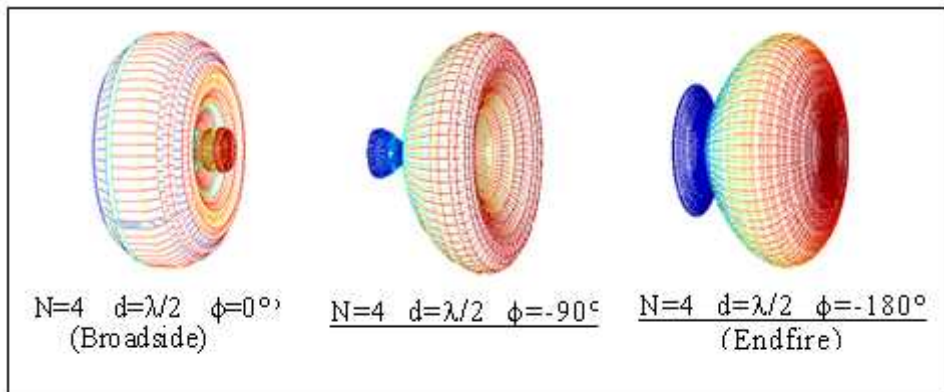 N=4 d=λ/2 ϕ=0°
(Broadside)
N=4 d=λ/2 ϕ=-90°
N=4 d=λ/2 ϕ=-180°
(Endfire)